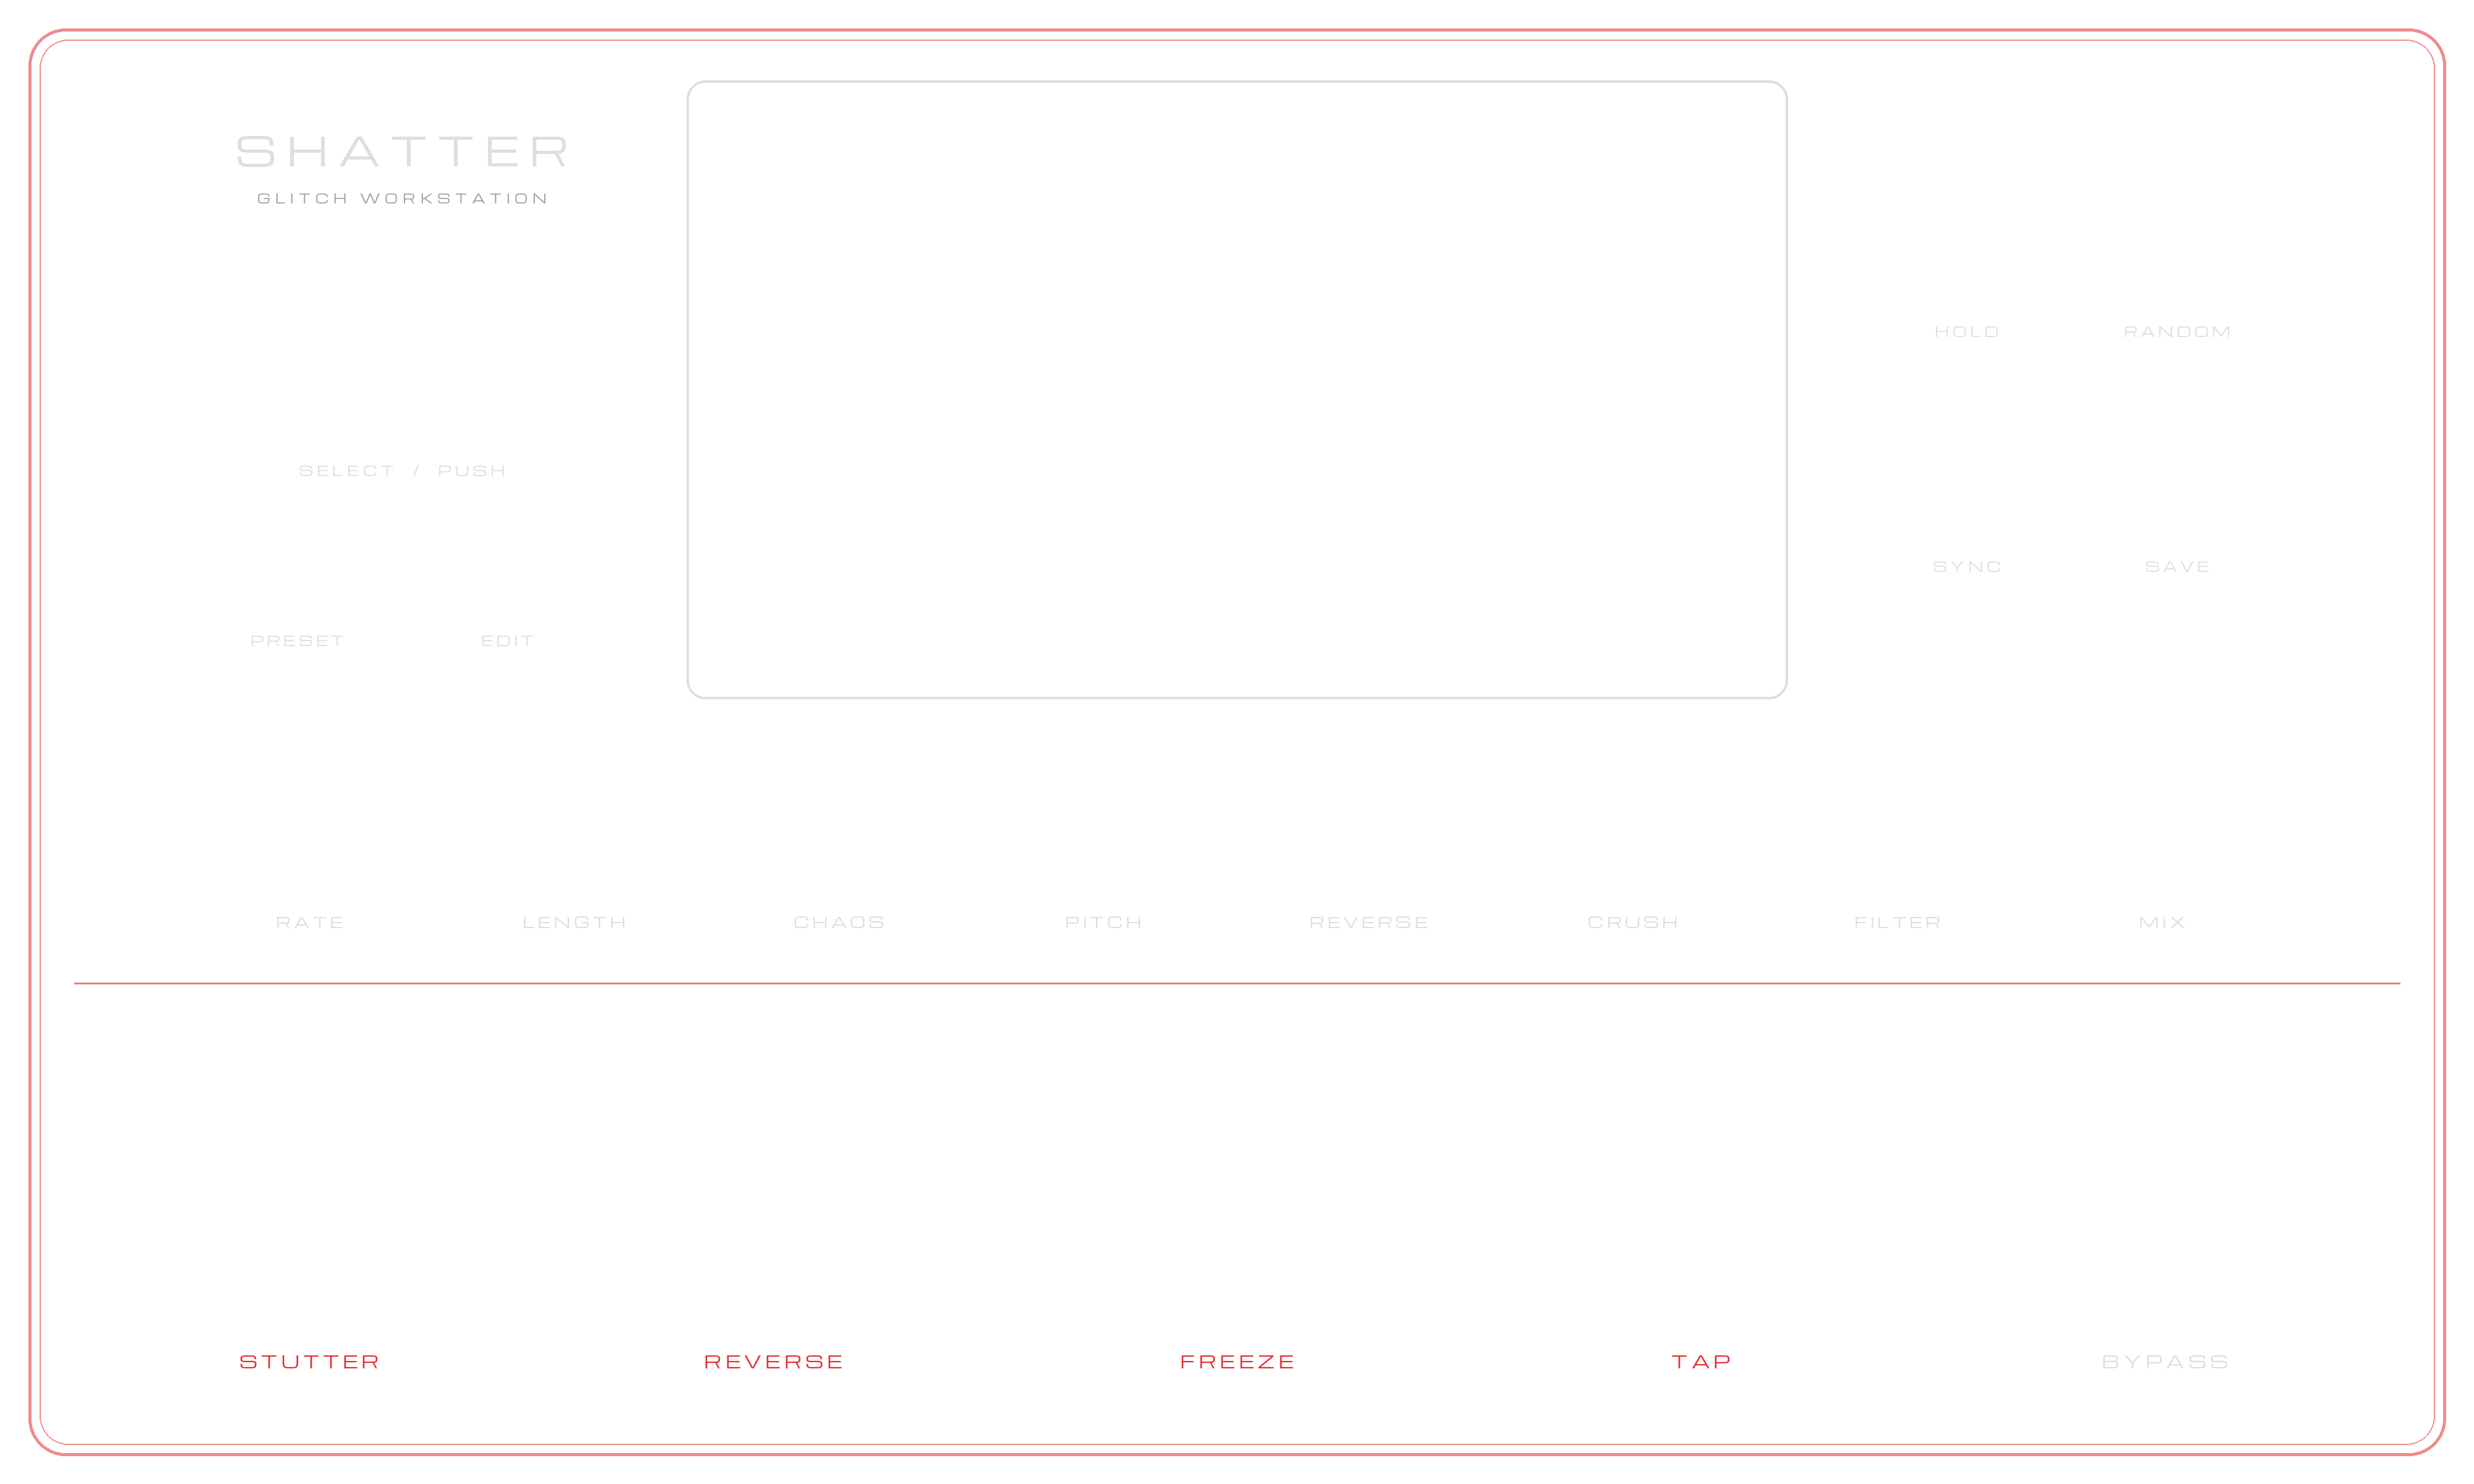 SHATTER
GLITCH WORKSTATION
HOLD RANDOM
SELECT / PUSH
SYNC SAVE
PRESET EDIT
RATE LENGTH CHAOS PITCH REVERSE CRUSH FILTER MIX
STUTTER REVERSE FREEZE TAP BYPASS